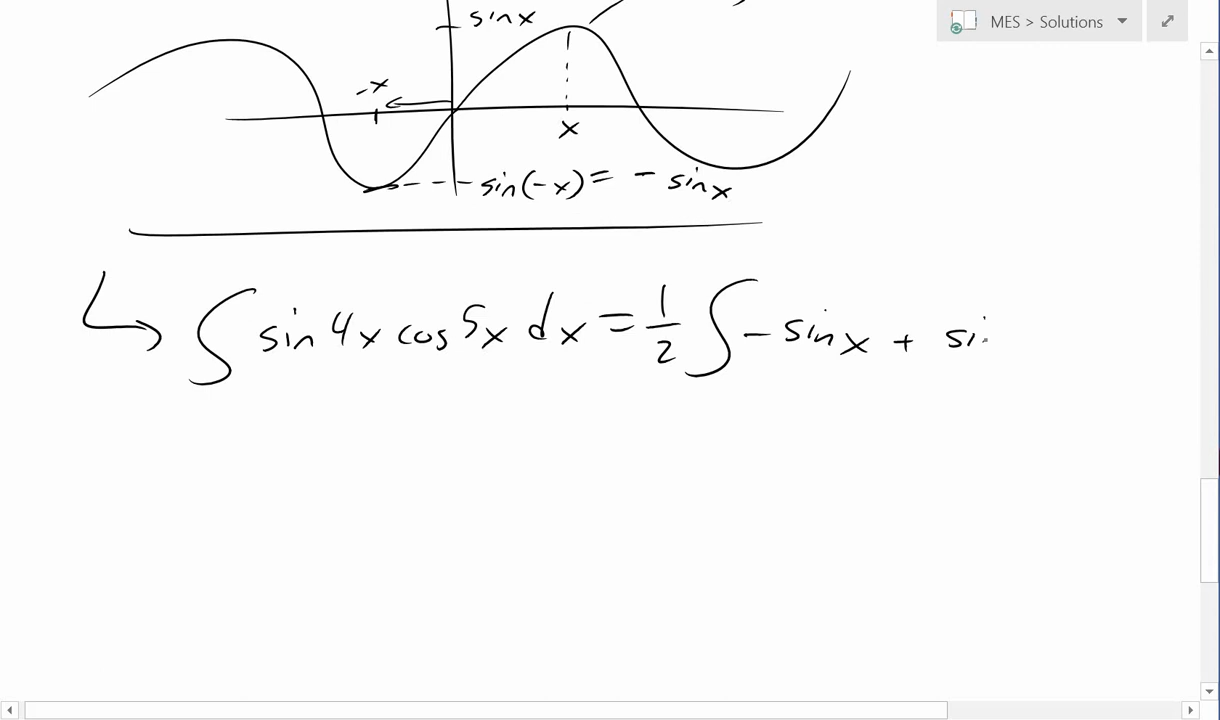 MES > Solutions
sin x
-x
x
sin(-x) = - sin x
∫ sin 4x cos 5x dx = 1/2 ∫ - sin x + si